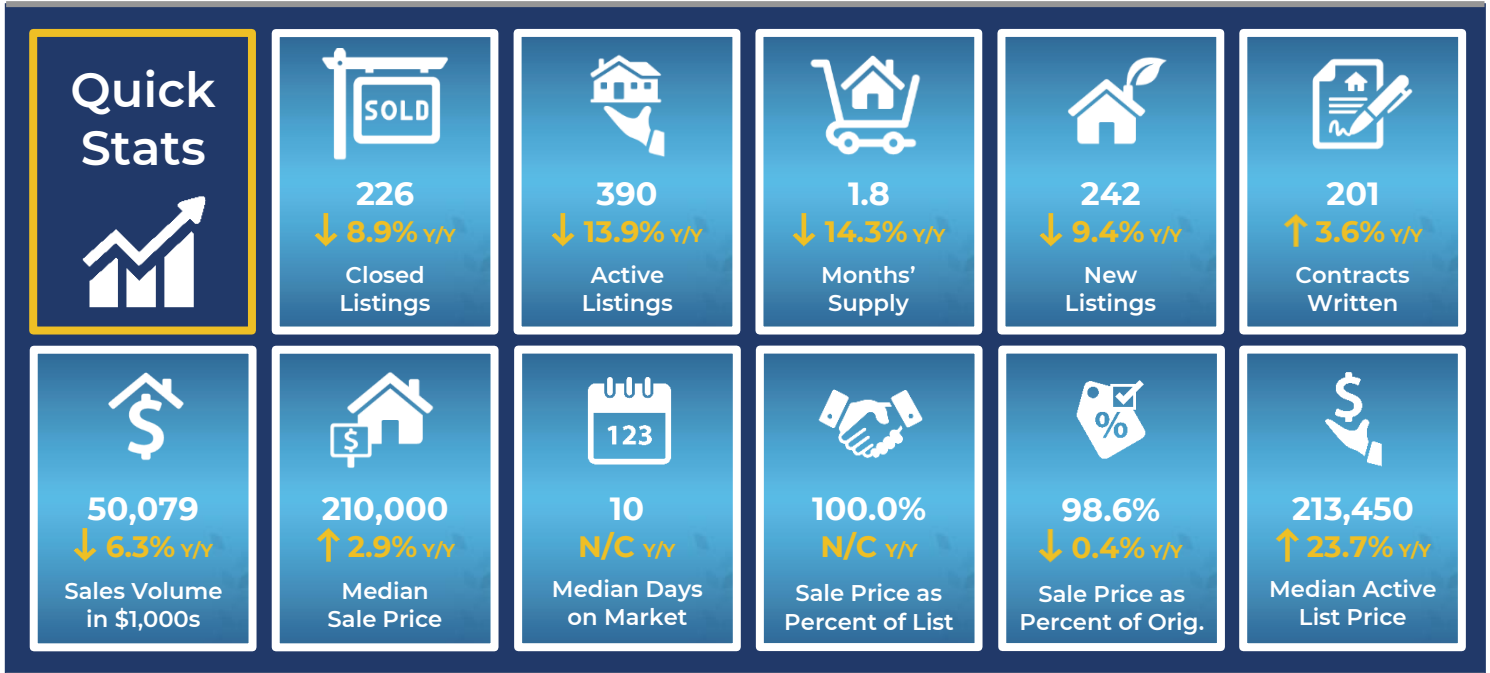 Quick
Stats
SOLD
226
↓ 8.9% Y/Y
Closed
Listings
390
↓ 13.9% Y/Y
Active
Listings
1.8
↓ 14.3% Y/Y
Months’
Supply
242
↓ 9.4% Y/Y
New
Listings
201
↑ 3.6% Y/Y
Contracts
Written
$
50,079
↓ 6.3% Y/Y
Sales Volume
in $1,000s
$
210,000
↑ 2.9% Y/Y
Median
Sale Price
123
10
N/C Y/Y
Median Days
on Market
100.0%
N/C Y/Y
Sale Price as
Percent of List
%
98.6%
↓ 0.4% Y/Y
Sale Price as
Percent of Orig.
$
213,450
↑ 23.7% Y/Y
Median Active
List Price